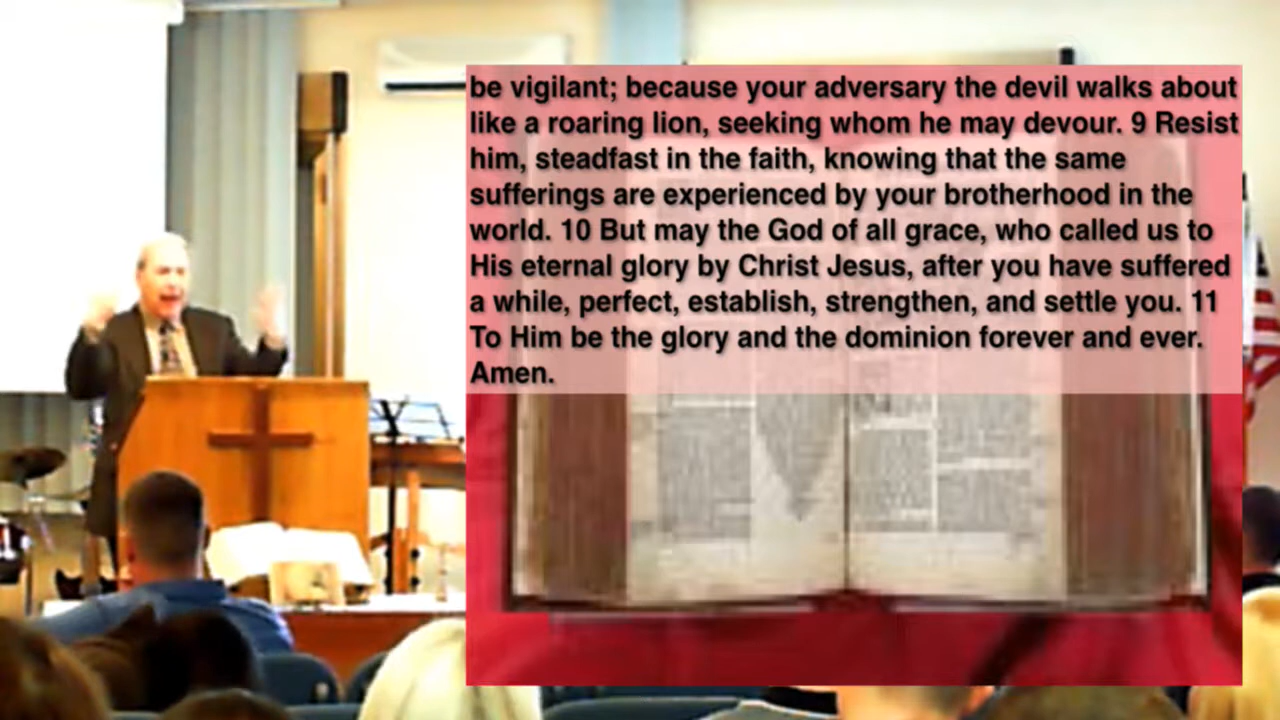 be vigilant; because your adversary the devil walks about
like a roaring lion, seeking whom he may devour. 9 Resist
him, steadfast in the faith, knowing that the same
sufferings are experienced by your brotherhood in the
world. 10 But may the God of all grace, who called us to
His eternal glory by Christ Jesus, after you have suffered
a while, perfect, establish, strengthen, and settle you. 11
To Him be the glory and the dominion forever and ever.
Amen.